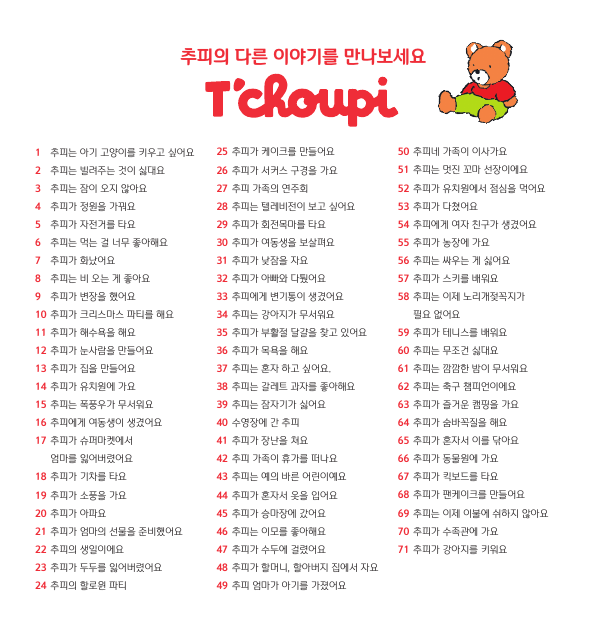 추피의 다른 이야기를 만나보세요
T'choupi
1 추피는 아기 고양이를 키우고 싶어요
2 추피는 빌려주는 것이 싫대요
3 추피는 잠이 오지 않아요
4 추피가 정원을 가꿔요
5 추피가 자전거를 타요
6 추피는 먹는 걸 너무 좋아해요
7 추피가 화났어요
8 추피는 비 오는 게 좋아요
9 추피가 변장을 했어요
10 추피가 크리스마스 파티를 해요
11 추피가 해수욕을 해요
12 추피가 눈사람을 만들어요
13 추피가 집을 만들어요
14 추피가 유치원에 가요
15 추피는 폭풍우가 무서워요
16 추피에게 여동생이 생겼어요
17 추피가 슈퍼마켓에서
엄마를 잃어버렸어요
18 추피가 기차를 타요
19 추피가 소풍을 가요
20 추피가 아파요
21 추피가 엄마의 선물을 준비했어요
22 추피의 생일이에요
23 추피가 두두를 잃어버렸어요
24 추피의 할로윈 파티
25 추피가 케이크를 만들어요
26 추피가 서커스 구경을 가요
27 추피 가족의 연주회
28 추피는 텔레비전이 보고 싶어요
29 추피가 회전목마를 타요
30 추피가 여동생을 보살펴요
31 추피가 낮잠을 자요
32 추피가 아빠와 다퉜어요
33 추피에게 변기통이 생겼어요
34 추피는 강아지가 무서워요
35 추피가 부활절 달걀을 찾고 있어요
36 추피가 목욕을 해요
37 추피는 혼자 하고 싶어요.
38 추피는 갈레트 과자를 좋아해요
39 추피는 잠자기가 싫어요
40 수영장에 간 추피
41 추피가 장난을 쳐요
42 추피 가족이 휴가를 떠나요
43 추피는 예의 바른 어린이예요
44 추피가 혼자서 옷을 입어요
45 추피가 승마장에 갔어요
46 추피는 이모를 좋아해요
47 추피가 수두에 걸렸어요
48 추피가 할머니, 할아버지 집에서 자요
49 추피 엄마가 아기를 가졌어요
50 추피네 가족이 이사가요
51 추피는 멋진 꼬마 선장이에요
52 추피가 유치원에서 점심을 먹어요
53 추피가 다쳤어요
54 추피에게 여자 친구가 생겼어요
55 추피가 농장에 가요
56 추피는 싸우는 게 싫어요
57 추피가 스키를 배워요
58 추피는 이제 노리개젖꼭지가
필요 없어요
59 추피가 테니스를 배워요
60 추피는 무조건 싫대요
61 추피는 깜깜한 밤이 무서워요
62 추피는 축구 챔피언이에요
63 추피가 즐거운 캠핑을 가요
64 추피가 숨바꼭질을 해요
65 추피가 혼자서 이를 닦아요
66 추피가 동물원에 가요
67 추피가 킥보드를 타요
68 추피가 팬케이크를 만들어요
69 추피는 이제 이불에 쉬하지 않아요
70 추피가 수족관에 가요
71 추피가 강아지를 키워요